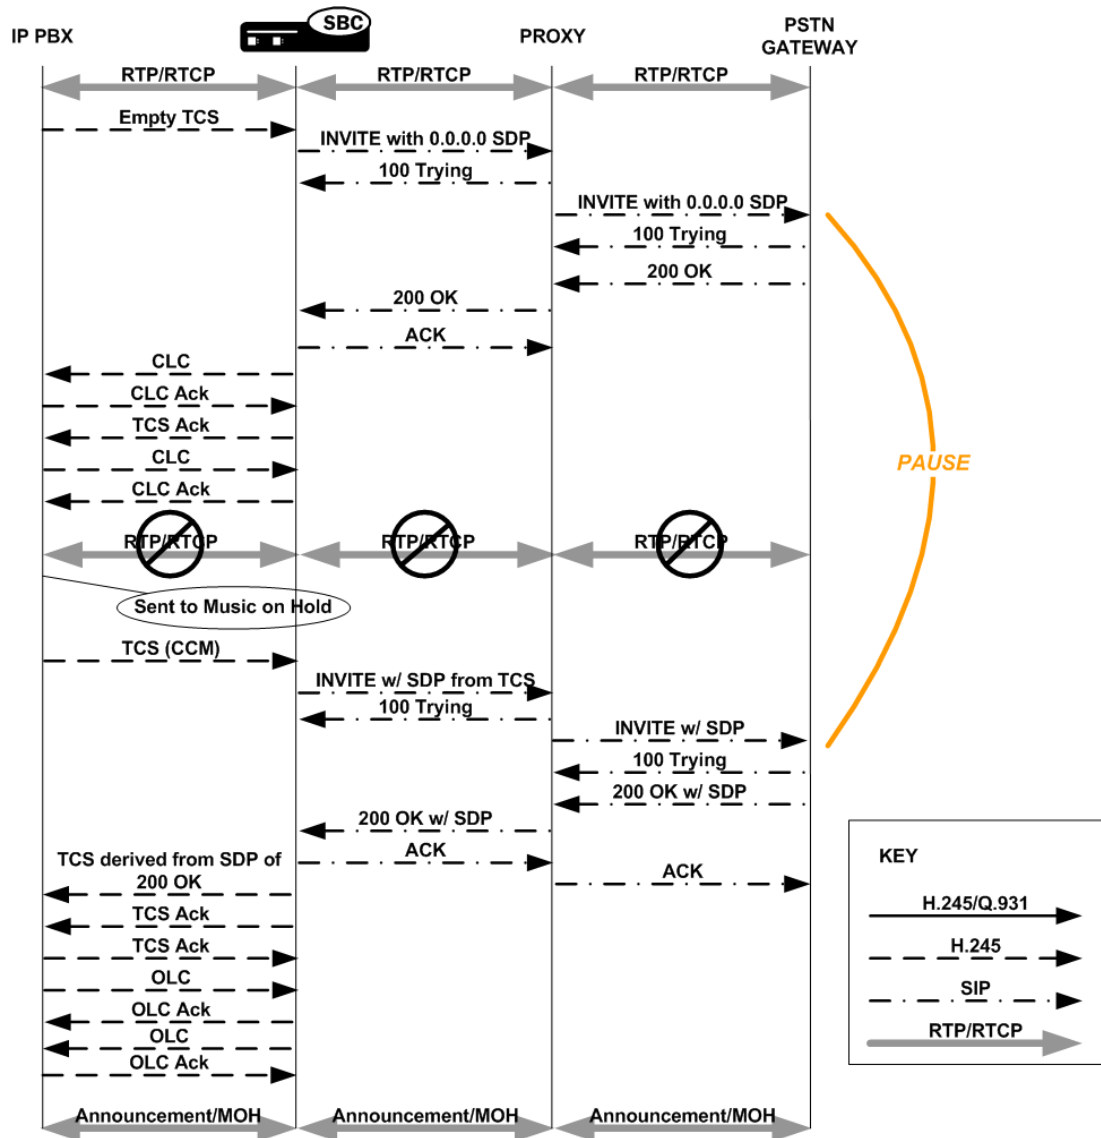 IP PBX
SBC
PROXY
PSTN
GATEWAY
RTP/RTCP
RTP/RTCP
RTP/RTCP
Empty TCS
INVITE with 0.0.0.0 SDP
100 Trying
INVITE with 0.0.0.0 SDP
100 Trying
200 OK
200 OK
ACK
CLC
CLC Ack
TCS Ack
CLC
CLC Ack
PAUSE
RTP/RTCP
RTP/RTCP
RTP/RTCP
Sent to Music on Hold
TCS (CCM)
INVITE w/ SDP from TCS
100 Trying
INVITE w/ SDP
100 Trying
200 OK w/ SDP
200 OK w/ SDP
ACK
TCS derived from SDP of
200 OK
ACK
TCS Ack
TCS Ack
OLC
OLC Ack
OLC
OLC Ack
Announcement/MOH
Announcement/MOH
Announcement/MOH
KEY
H.245/Q.931
H.245
SIP
RTP/RTCP